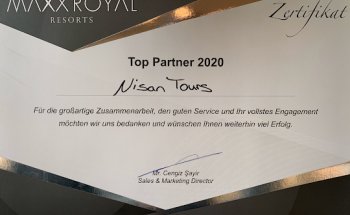 MAXX ROYAL
RESORTS
Zertifikat
Top Partner 2020
Nisan Tours
Für die großartige Zusammenarbeit, den guten Service und Ihr vollstes Engagement
möchten wir uns bedanken und wünschen Ihnen weiterhin viel Erfolg.
Mr. Cengiz Şayir
Sales & Marketing Director